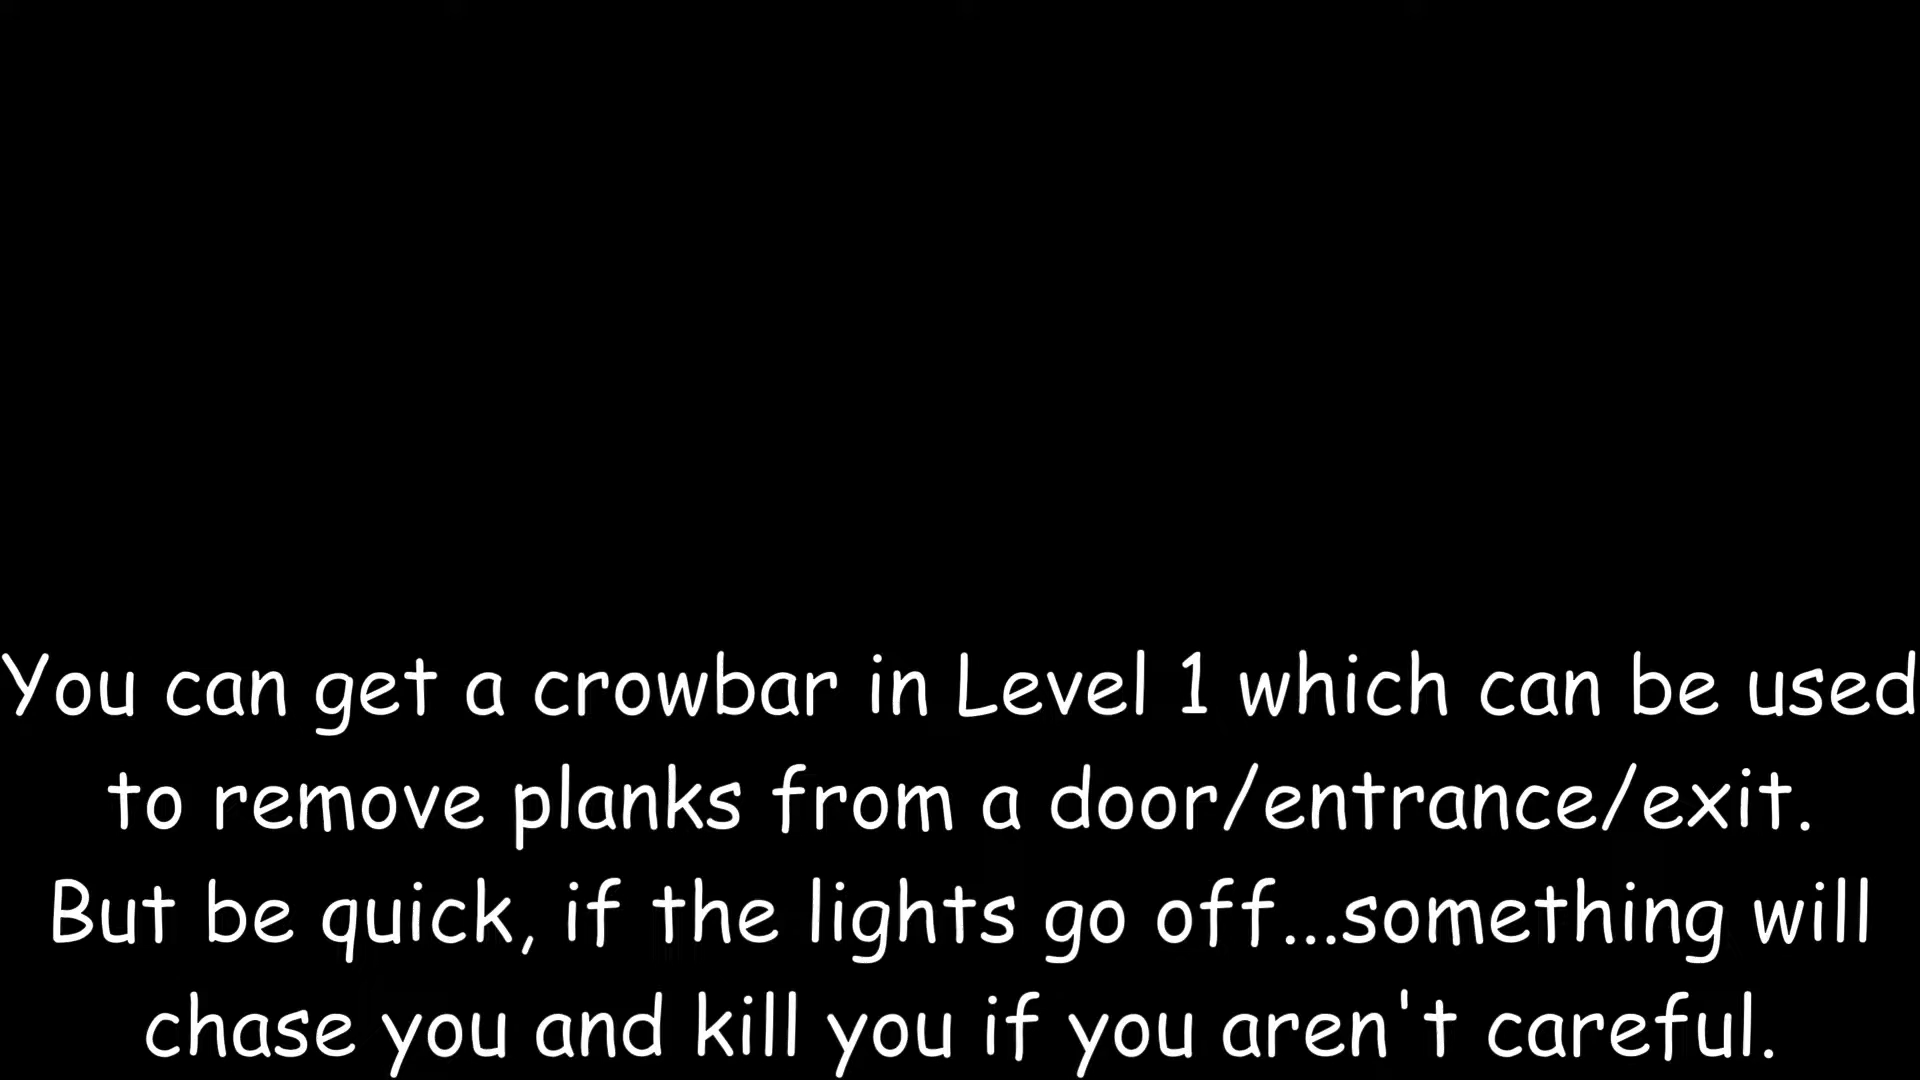 You can get a crowbar in Level 1 which can be used
to remove planks from a door/entrance/exit.
But be quick, if the lights go off...something will
chase you and kill you if you aren't careful.